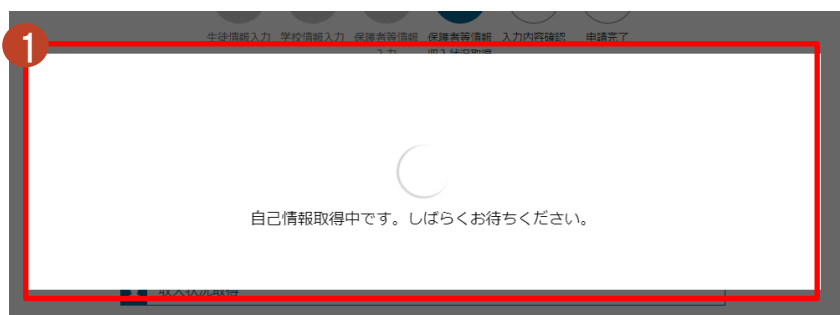 1
生徒情報入力 学校情報入力 保護者等情報 保護者等情報 入力内容確認 申請完了
入力 収入状況取得
自己情報取得中です。しばらくお待ちください。
収入状況取得